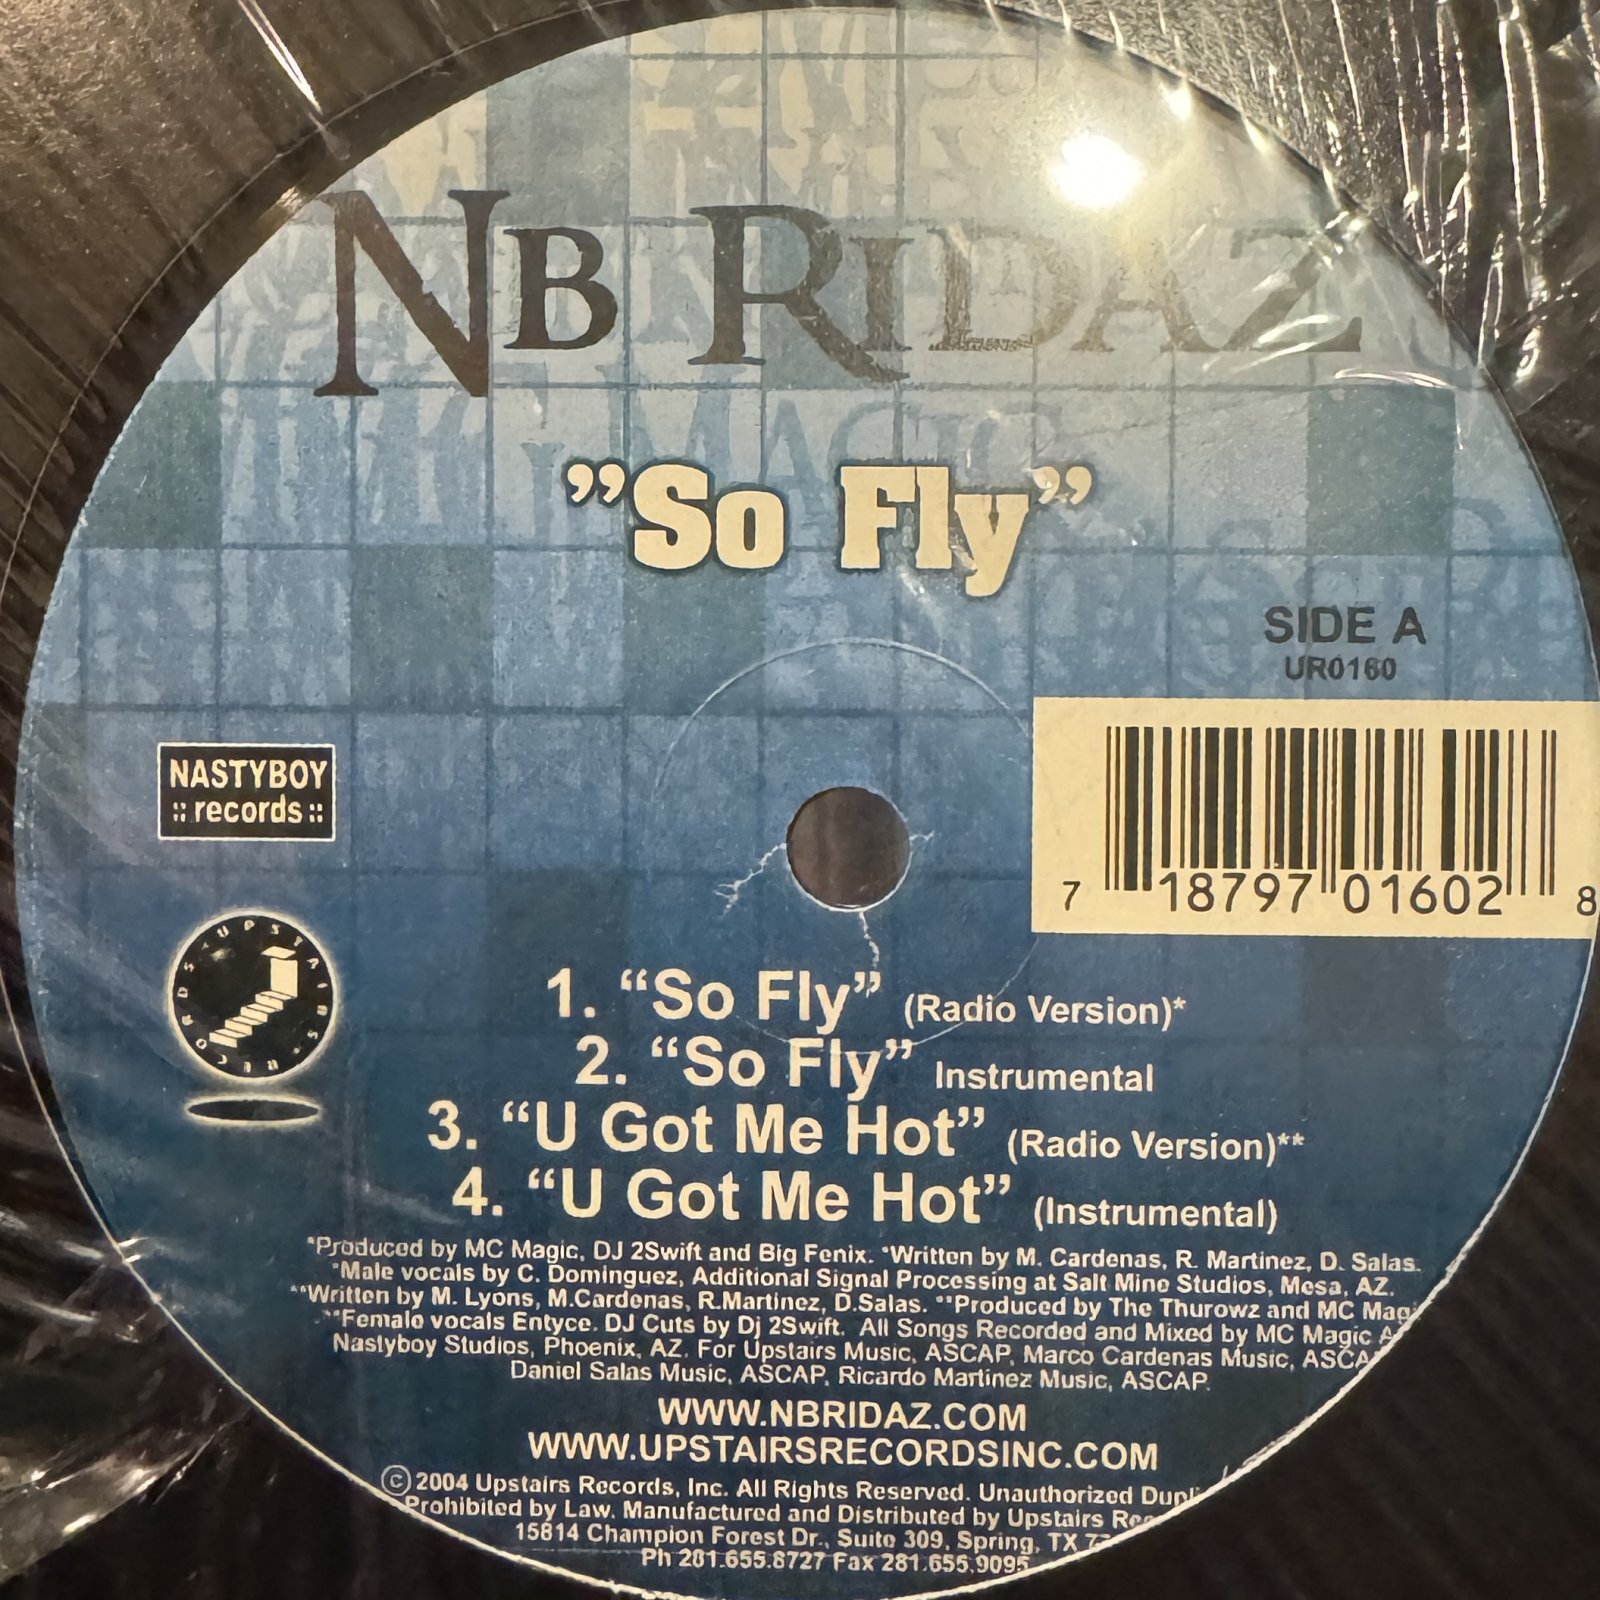 NB RIDAZ
”So Fly”
SIDE A
UR0160
NASTYBOY
:: records ::
7 18797 01602 8
UPSTAIRS RECORDS
1. “So Fly” (Radio Version)*
2. “So Fly” Instrumental
3. “U Got Me Hot” (Radio Version)**
4. “U Got Me Hot” (Instrumental)
*Produced by MC Magic, DJ 2Swift and Big Fenix. *Written by M. Cardenas, R. Martinez, D. Salas.
*Male vocals by C. Dominguez, Additional Signal Processing at Salt Mine Studios, Mesa, AZ.
**Written by M. Lyons, M.Cardenas, R.Martinez, D.Salas. **Produced by The Thurowz and MC Magi
**Female vocals Entyce. DJ Cuts by Dj 2Swift. All Songs Recorded and Mixed by MC Magic A
Nastyboy Studios, Phoenix, AZ. For Upstairs Music, ASCAP, Marco Cardenas Music, ASCA
Daniel Salas Music, ASCAP, Ricardo Martinez Music, ASCAP.
WWW.NBRIDAZ.COM
WWW.UPSTAIRSRECORDSINC.COM
© 2004 Upstairs Records, Inc. All Rights Reserved. Unauthorized Dupli
Prohibited by Law. Manufactured and Distributed by Upstairs Rec
15814 Champion Forest Dr., Suite 309, Spring, TX 7
Ph 281.655.8727 Fax 281.655.9095